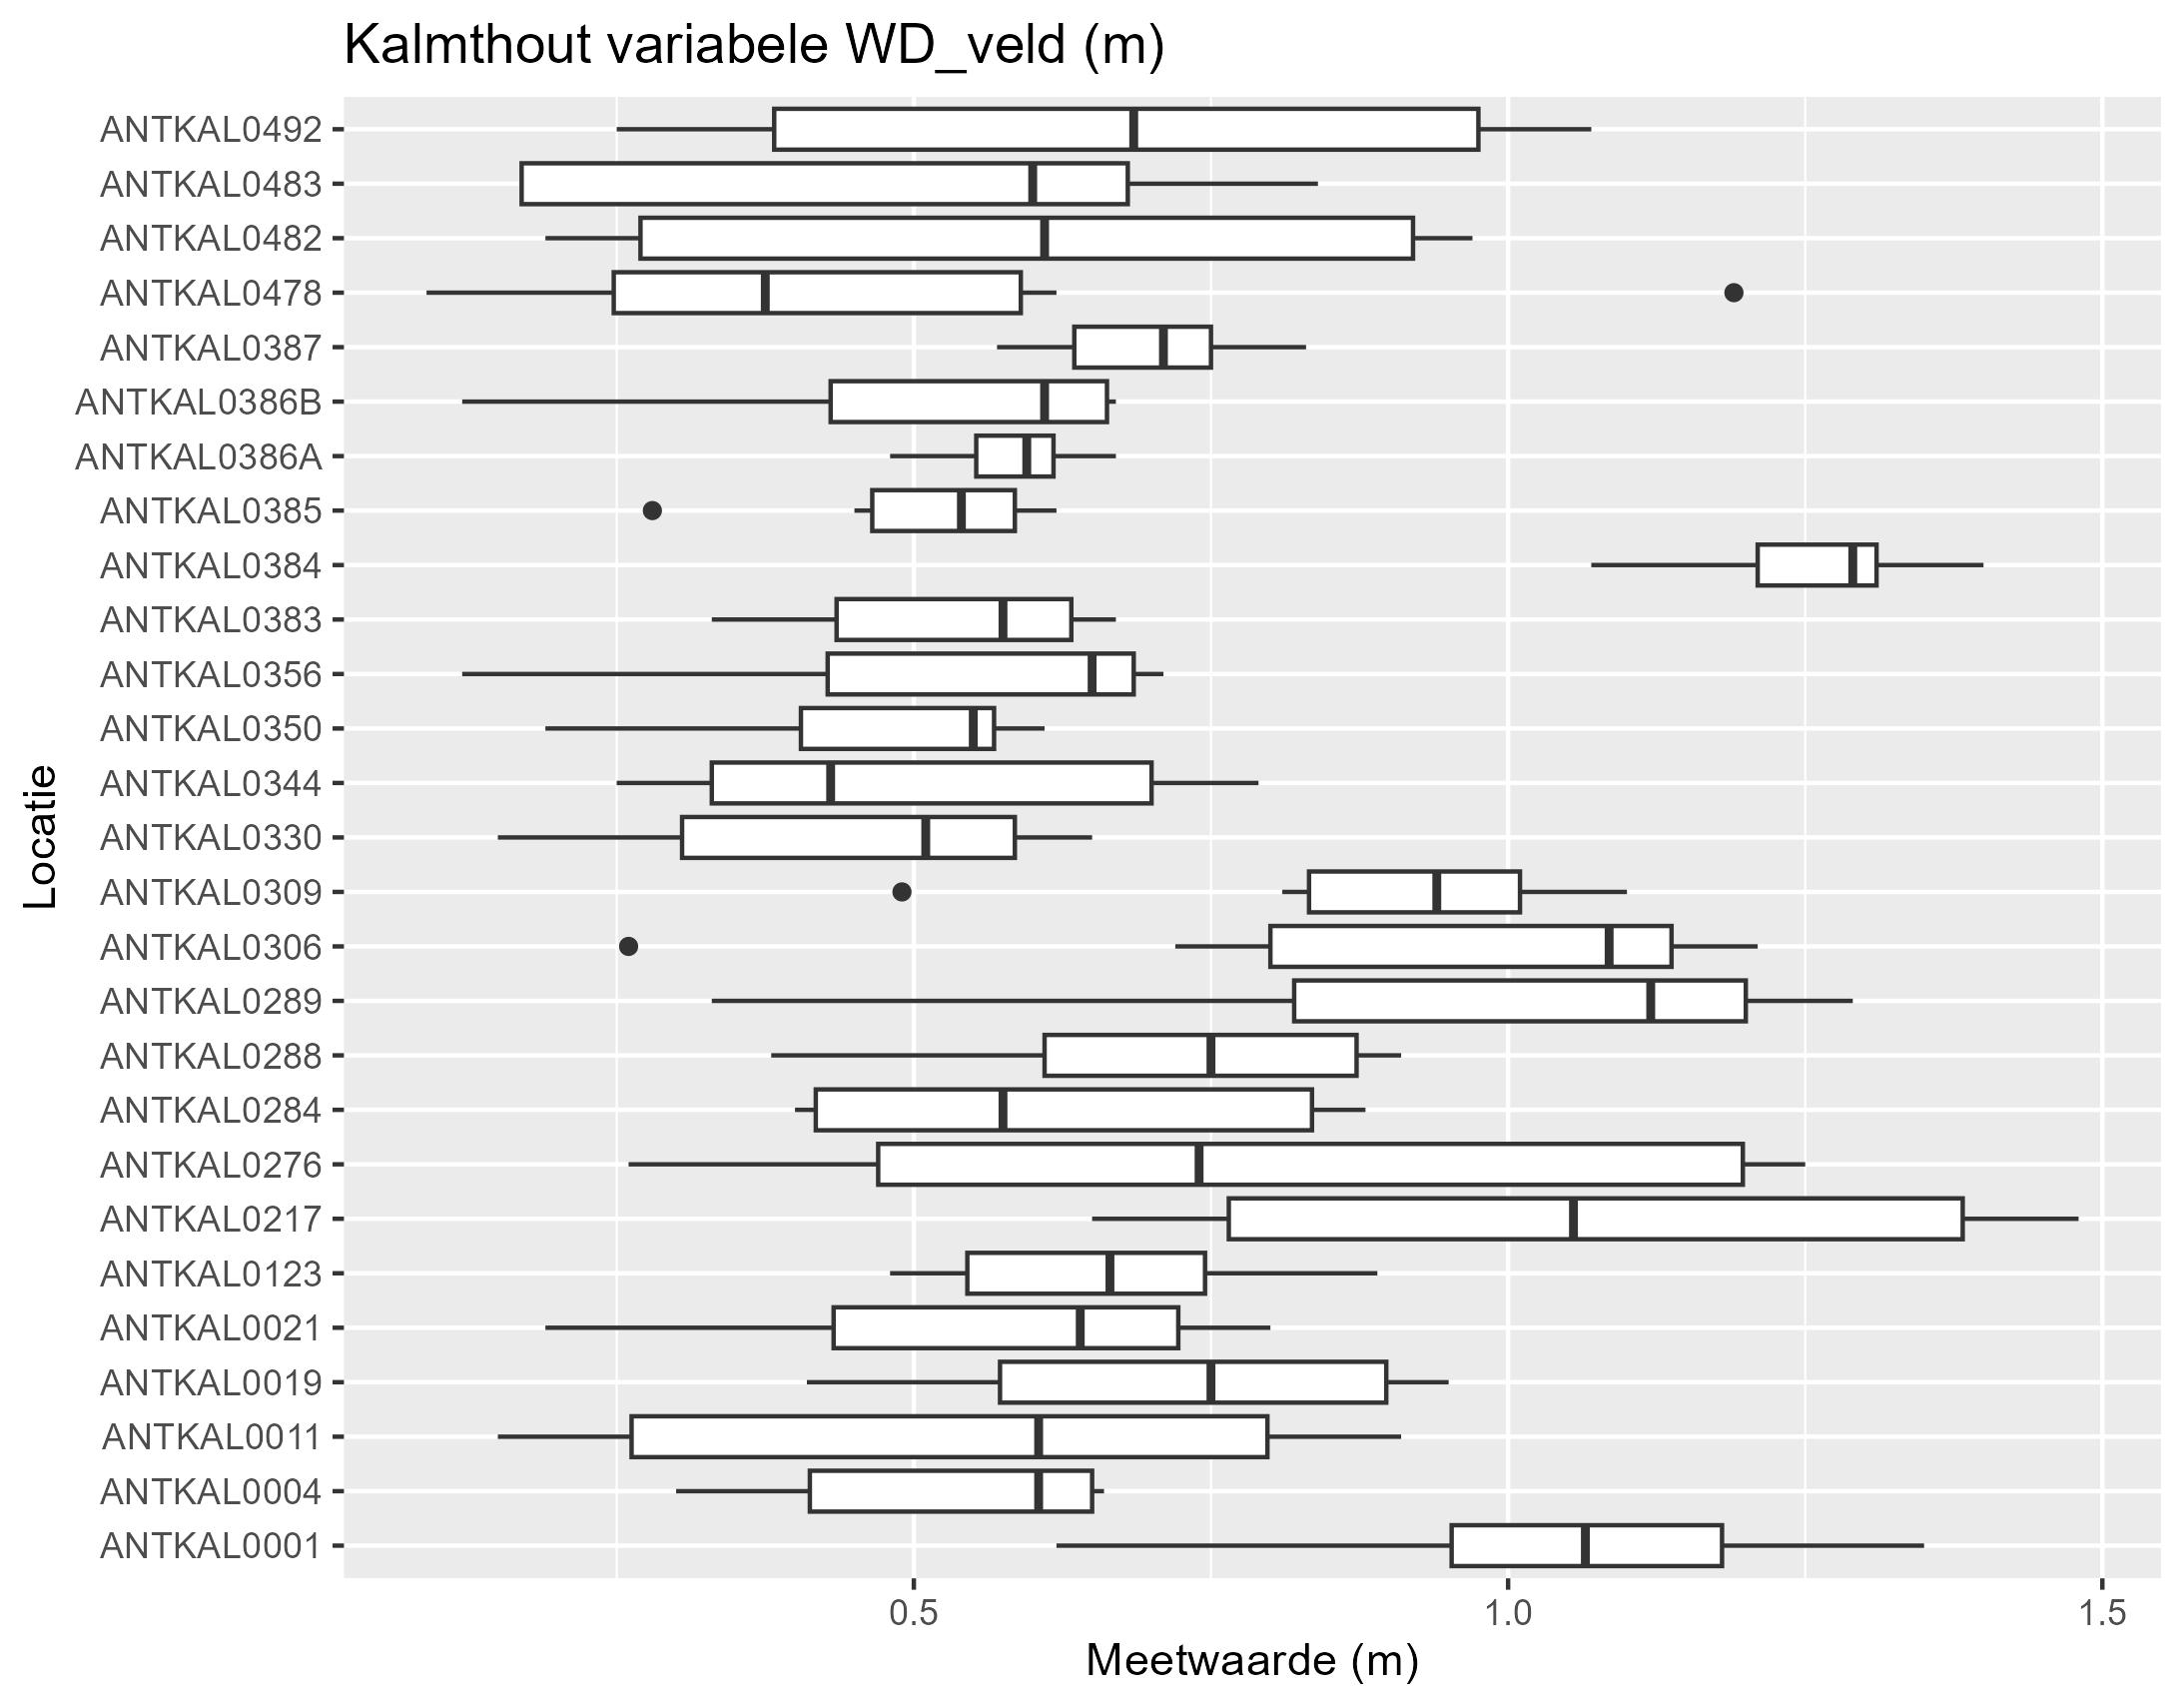 Kalmthout variabele WD_veld (m)
ANTKAL0492
ANTKAL0483
ANTKAL0482
ANTKAL0478
ANTKAL0387
ANTKAL0386B
ANTKAL0386A
ANTKAL0385
ANTKAL0384
ANTKAL0383
ANTKAL0356
ANTKAL0350
ANTKAL0344
ANTKAL0330
ANTKAL0309
ANTKAL0306
ANTKAL0289
ANTKAL0288
ANTKAL0284
ANTKAL0276
ANTKAL0217
ANTKAL0123
ANTKAL0021
ANTKAL0019
ANTKAL0011
ANTKAL0004
ANTKAL0001
Locatie
0.5 1.0 1.5
Meetwaarde (m)